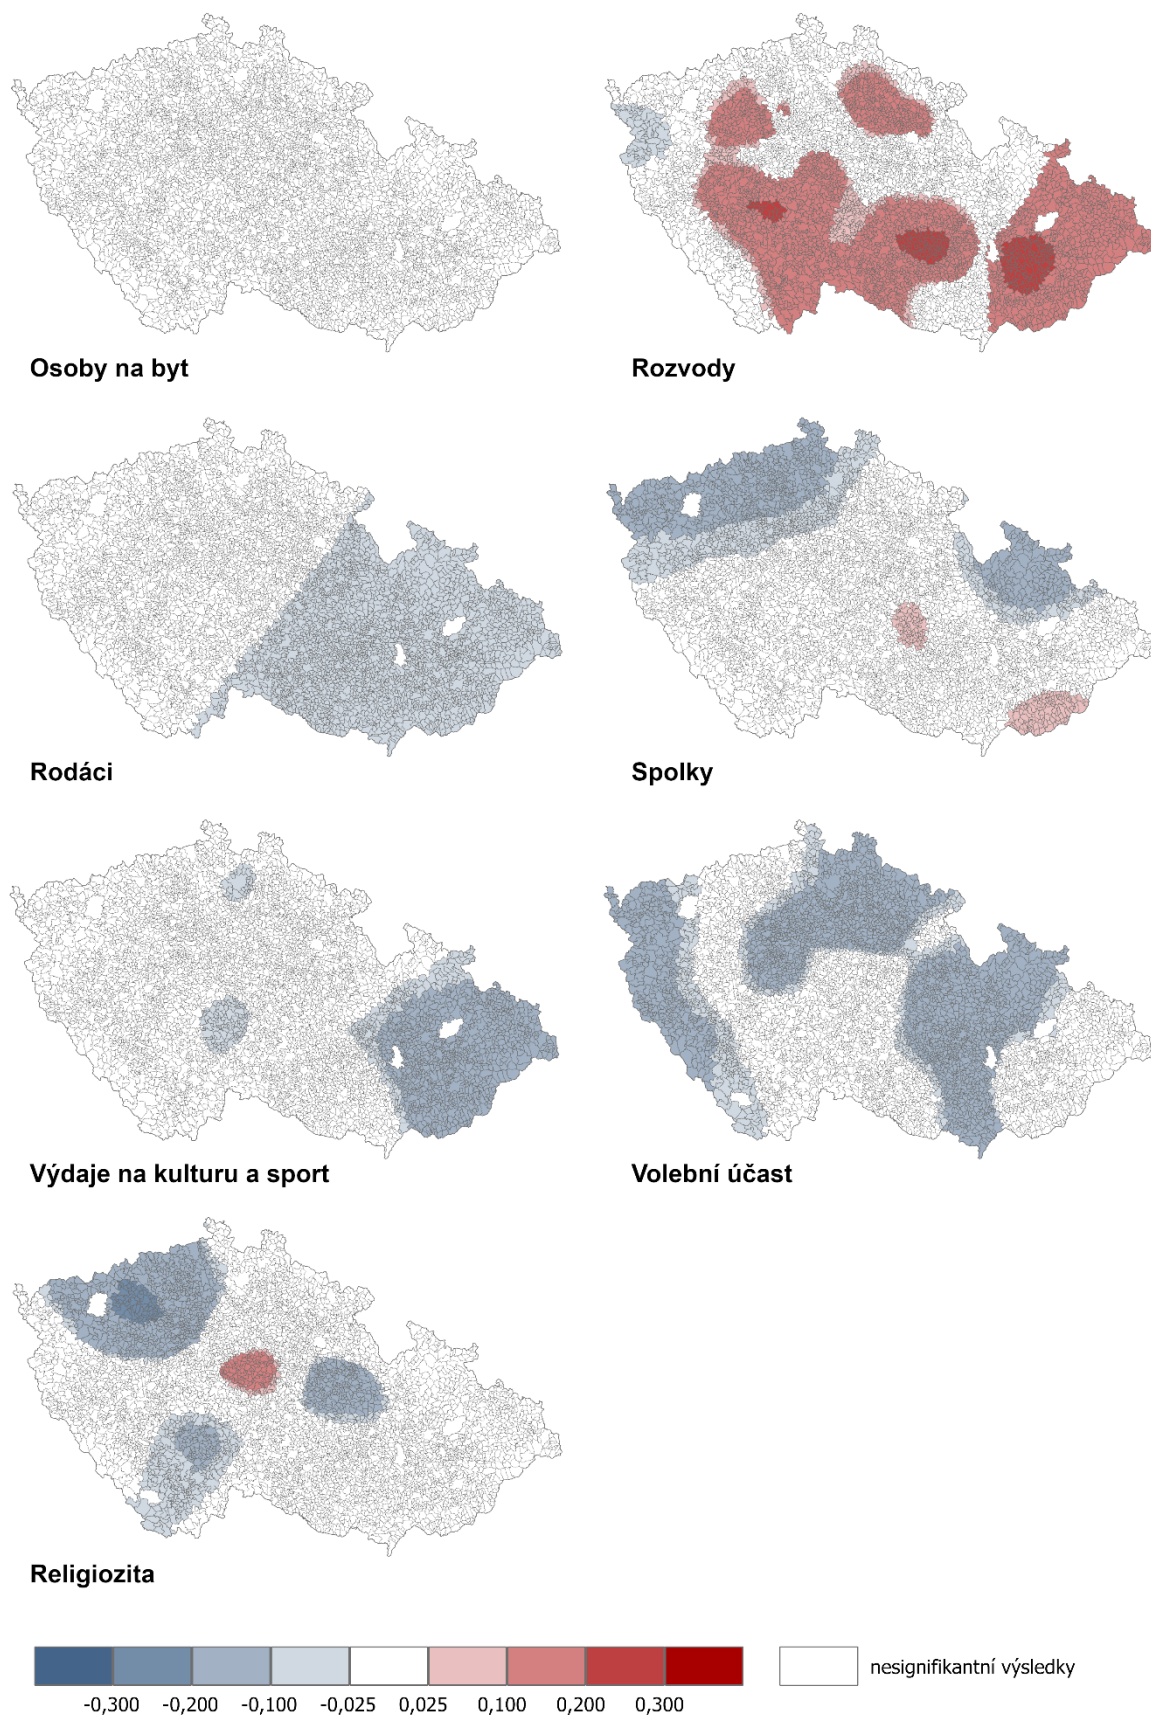 Osoby na byt
Rozvody
Rodáci
Spolky
Výdaje na kulturu a sport
Volební účast
Religiozita
nesignifikantní výsledky
-0,300 -0,200 -0,100 -0,025 0,025 0,100 0,200 0,300